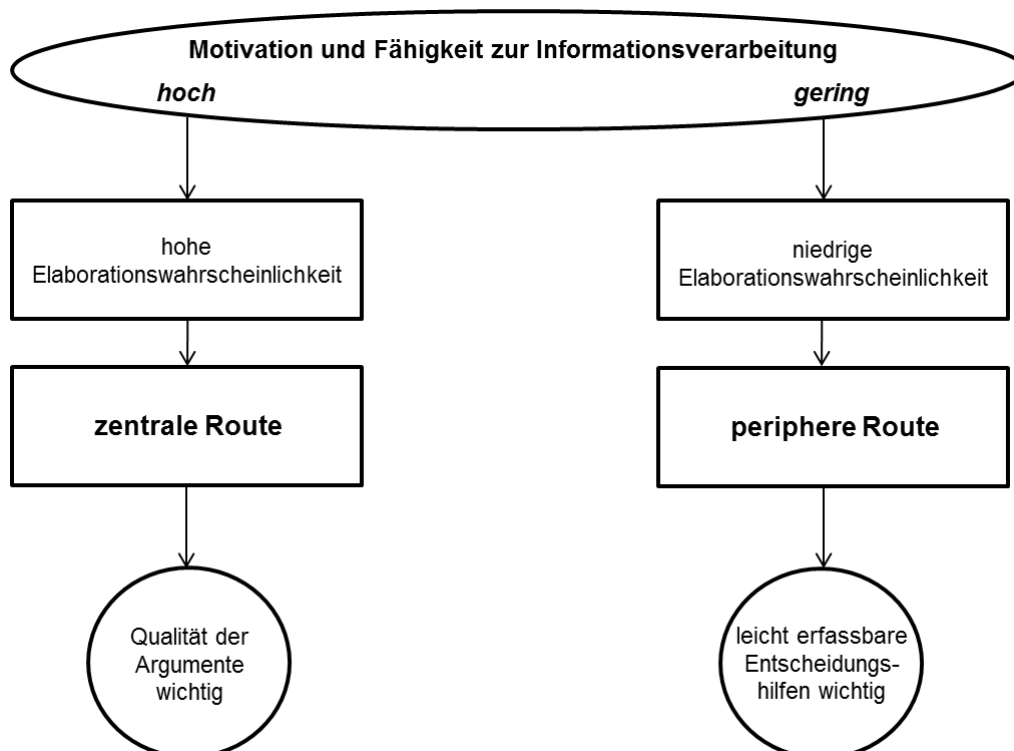 Motivation und Fähigkeit zur Informationsverarbeitung
hoch
gering
hohe
Elaborationswahrscheinlichkeit
niedrige
Elaborationswahrscheinlichkeit
zentrale Route
periphere Route
Qualität der
Argumente
wichtig
leicht erfassbare
Entscheidungs-
hilfen wichtig